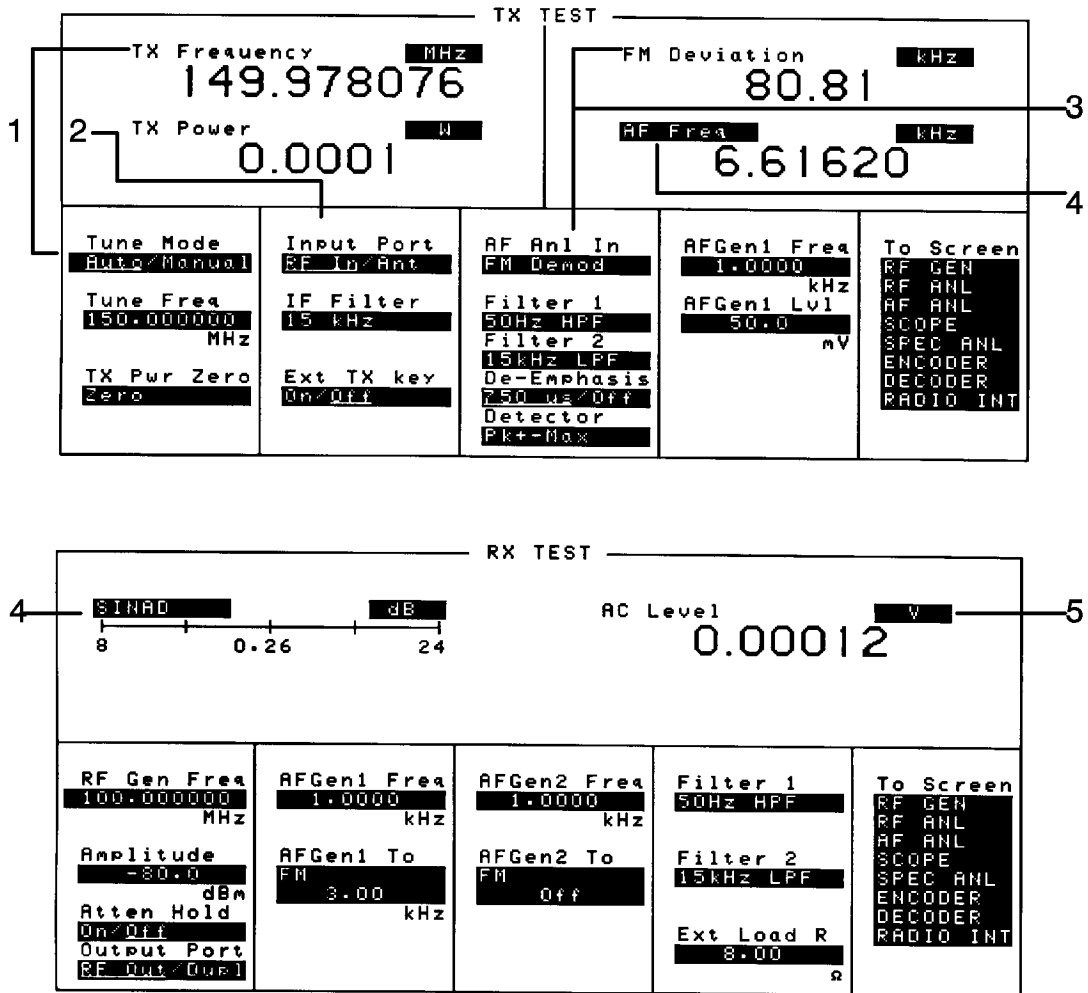 TX TEST
1
TX Frequency MHz
149.978076
2
TX Power W
0.0001
FM Deviation kHz
80.81
3
AF Freq kHz
6.61620
4
Tune Mode
Auto/Manual
Tune Freq
150.000000
MHz
TX Pwr Zero
Zero
Input Port
RF In/Ant
IF Filter
15 kHz
Ext TX key
On/Off
AF Anl In
FM Demod
Filter 1
50Hz HPF
Filter 2
15kHz LPF
De-Emphasis
750 us/Off
Detector
Pk+-Max
AFGen1 Freq
1.0000
kHz
AFGen1 Lvl
50.0
mV
To Screen
RF GEN
RF ANL
AF ANL
SCOPE
SPEC ANL
ENCODER
DECODER
RADIO INT
RX TEST
4
SINAD dB
8 0.26 24
AC Level V
0.00012
5
RF Gen Freq
100.000000
MHz
Amplitude
-80.0
dBm
Atten Hold
On/Off
Output Port
RF Out/Dupl
AFGen1 Freq
1.0000
kHz
AFGen1 To
FM
3.00
kHz
AFGen2 Freq
1.0000
kHz
AFGen2 To
FM
Off
Filter 1
50Hz HPF
Filter 2
15kHz LPF
Ext Load R
8.00
Ω
To Screen
RF GEN
RF ANL
AF ANL
SCOPE
SPEC ANL
ENCODER
DECODER
RADIO INT